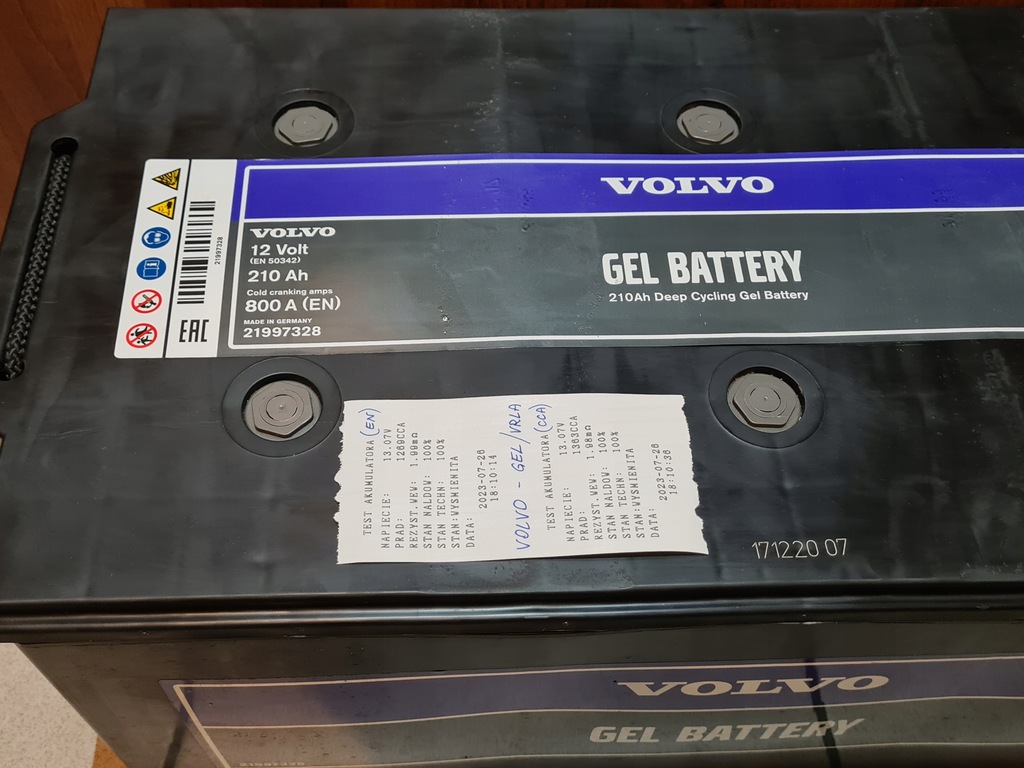 VOLVO
VOLVO
12 Volt
(EN 50342)
210 Ah
Cold cranking amps
800 A (EN)
MADE IN GERMANY
21997328
GEL BATTERY
210Ah Deep Cycling Gel Battery
21997328
EAC
TEST AKUMULATORA (EN)
NAPIECIE: 13.07V
PRAD: 1269CCA
REZYST.WEW: 1.99mΩ
STAN NALDOW: 100%
STAN TECHN: 100%
STAN:WYSMIENITA
DATA: 2023-07-26
18:10:14
VOLVO - GEL/VRLA
TEST AKUMULATORA (CCA)
NAPIECIE: 13.07V
PRAD: 1363CCA
REZYST.WEW: 1.98mΩ
STAN NALDOW: 100%
STAN TECHN: 100%
STAN:WYSMIENITA
DATA: 2023-07-26
18:10:36
171220 07
VOLVO
GEL BATTERY
21997328